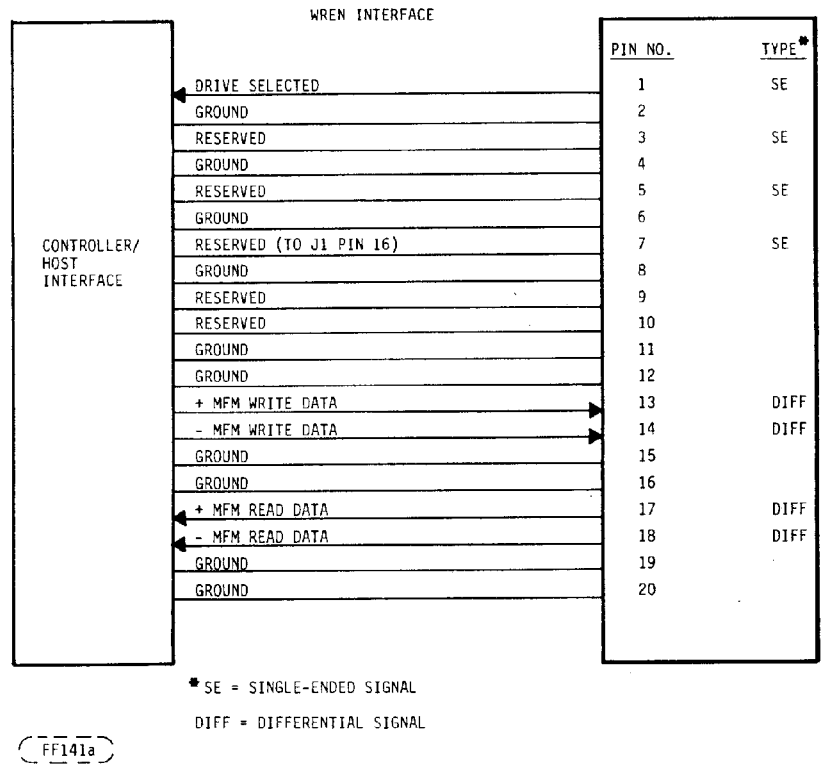 WREN INTERFACE
PIN NO. TYPE*
DRIVE SELECTED 1 SE
GROUND 2
RESERVED 3 SE
GROUND 4
RESERVED 5 SE
GROUND 6
RESERVED (TO J1 PIN 16) 7 SE
GROUND 8
RESERVED 9
RESERVED 10
GROUND 11
GROUND 12
+ MFM WRITE DATA 13 DIFF
- MFM WRITE DATA 14 DIFF
GROUND 15
GROUND 16
+ MFM READ DATA 17 DIFF
- MFM READ DATA 18 DIFF
GROUND 19
GROUND 20
CONTROLLER/
HOST
INTERFACE
* SE = SINGLE-ENDED SIGNAL
DIFF = DIFFERENTIAL SIGNAL
FF141a